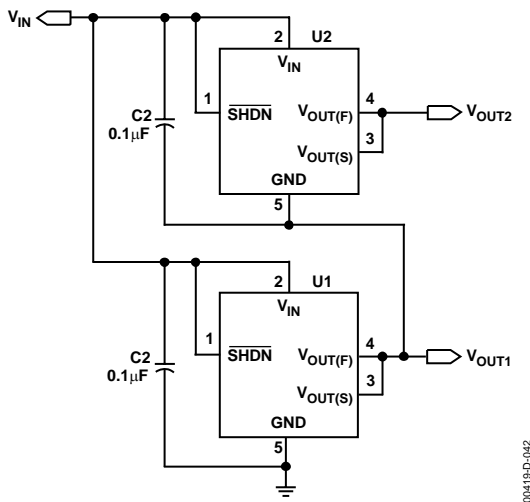 VIN
2
U2
VIN
1
SHDN
C2
0.1µF
VOUT(F)
4
VOUT2
VOUT(S)
3
GND
5
2
U1
VIN
1
SHDN
C2
0.1µF
VOUT(F)
4
VOUT1
VOUT(S)
3
GND
5
00419-D-042